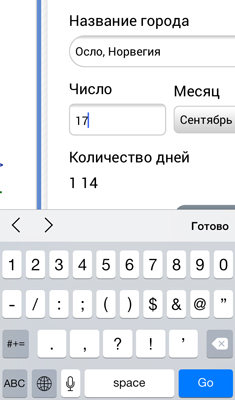 Название города
Осло, Норвегия
Число Месяц
17 Сентябрь
Количество дней
1 14
Готово
1 2 3 4 5 6 7 8 9 0
- / : ; ( ) $ & @ "
#+= . , ? ! '
ABC space Go